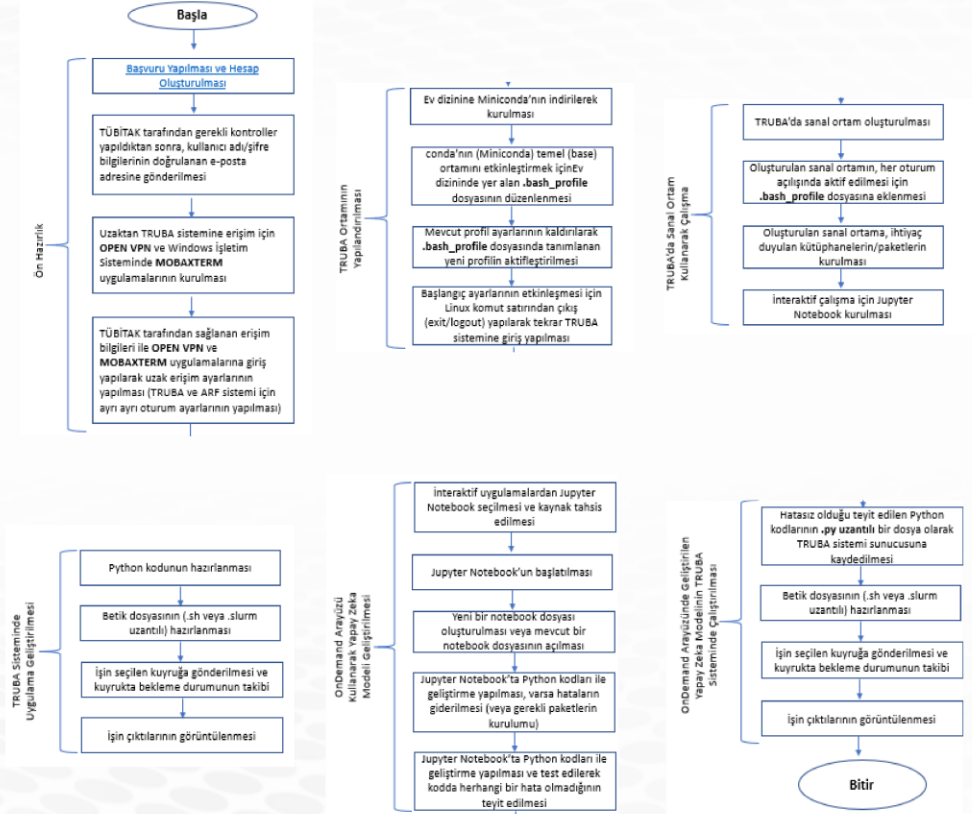 Başla
Ön Hazırlık
Başvuru Yapılması ve Hesap
Oluşturulması
TÜBİTAK tarafından gerekli kontroller
yapıldıktan sonra, kullanıcı adı/şifre
bilgilerinin doğrulanan e-posta
adresine gönderilmesi
Uzaktan TRUBA sistemine erişim için
OPEN VPN ve Windows İşletim
Sisteminde MOBAXTERM
uygulamalarının kurulması
TÜBİTAK tarafından sağlanan erişim
bilgileri ile OPEN VPN ve
MOBAXTERM uygulamalarına giriş
yapılarak uzak erişim ayarlarının
yapılması (TRUBA ve ARF sistemi için
ayrı ayrı oturum ayarlarının yapılması)
TRUBA Ortamının
Yapılandırılması
Ev dizinine Miniconda’nın indirilerek
kurulması
conda’nın (Miniconda) temel (base)
ortamını etkinleştirmek içinEv
dizininde yer alan .bash_profile
dosyasının düzenlenmesi
Mevcut profil ayarlarının kaldırılarak
.bash_profile dosyasında tanımlanan
yeni profilin aktifleştirilmesi
Başlangıç ayarlarının etkinleşmesi için
Linux komut satırından çıkış
(exit/logout) yapılarak tekrar TRUBA
sistemine giriş yapılması
TRUBA’da Sanal Ortam
Kullanarak Çalışma
TRUBA’da sanal ortam oluşturulması
Oluşturulan sanal ortamın, her oturum
açılışında aktif edilmesi için
.bash_profile dosyasına eklenmesi
Oluşturulan sanal ortama, ihtiyaç
duyulan kütüphanelerin/paketlerin
kurulması
İnteraktif çalışma için Jupyter
Notebook kurulması
TRUBA Sisteminde
Uygulama Geliştirilmesi
Python kodunun hazırlanması
Betik dosyasının (.sh veya .slurm
uzantılı) hazırlanması
İşin seçilen kuyruğa gönderilmesi ve
kuyrukta bekleme durumunun takibi
İşin çıktılarının görüntülenmesi
OnDemand Arayüzü
Kullanarak Yapay Zeka
Modeli Geliştirilmesi
İnteraktif uygulamalardan Jupyter
Notebook seçilmesi ve kaynak tahsis
edilmesi
Jupyter Notebook’un başlatılması
Yeni bir notebook dosyası
oluşturulması veya mevcut bir
notebook dosyasının açılması
Jupyter Notebook’ta Python kodları ile
geliştirme yapılması, varsa hataların
giderilmesi (veya gerekli paketlerin
kurulumu)
Jupyter Notebook’ta Python kodları ile
geliştirme yapılması ve test edilerek
kodda herhangi bir hata olmadığının
teyit edilmesi
OnDemand Arayüzünde Geliştirilen
Yapay Zeka Modelinin TRUBA
Sisteminde Çalıştırılması
Hatasız olduğu teyit edilen Python
kodlarının .py uzantılı bir dosya olarak
TRUBA sistemi sunucusuna
kaydedilmesi
Betik dosyasının (.sh veya .slurm
uzantılı) hazırlanması
İşin seçilen kuyruğa gönderilmesi ve
kuyrukta bekleme durumunun takibi
İşin çıktılarının görüntülenmesi
Bitir